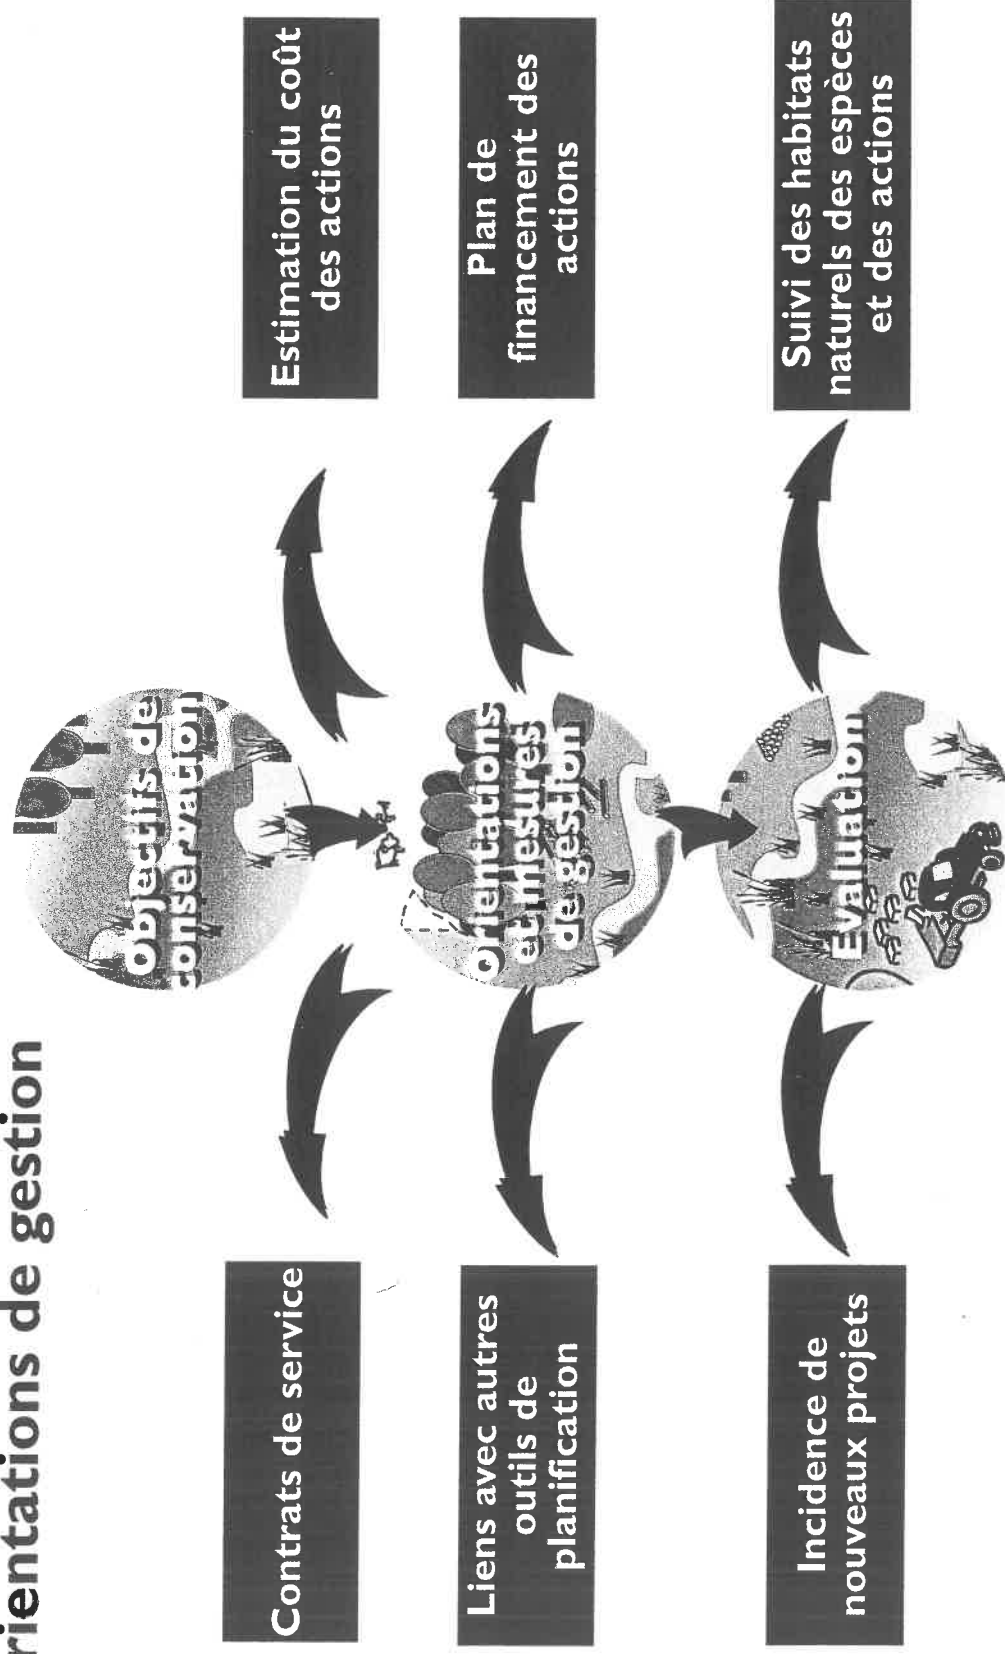 rientations de gestion
Contrats de service
Objectifs de
conservation
Estimation du coût
des actions
Liens avec autres
outils de
planification
Orientations
et mesures
de gestion
Plan de
financement des
actions
Incidence de
nouveaux projets
Evaluation
Suivi des habitats
naturels des espèces
et des actions